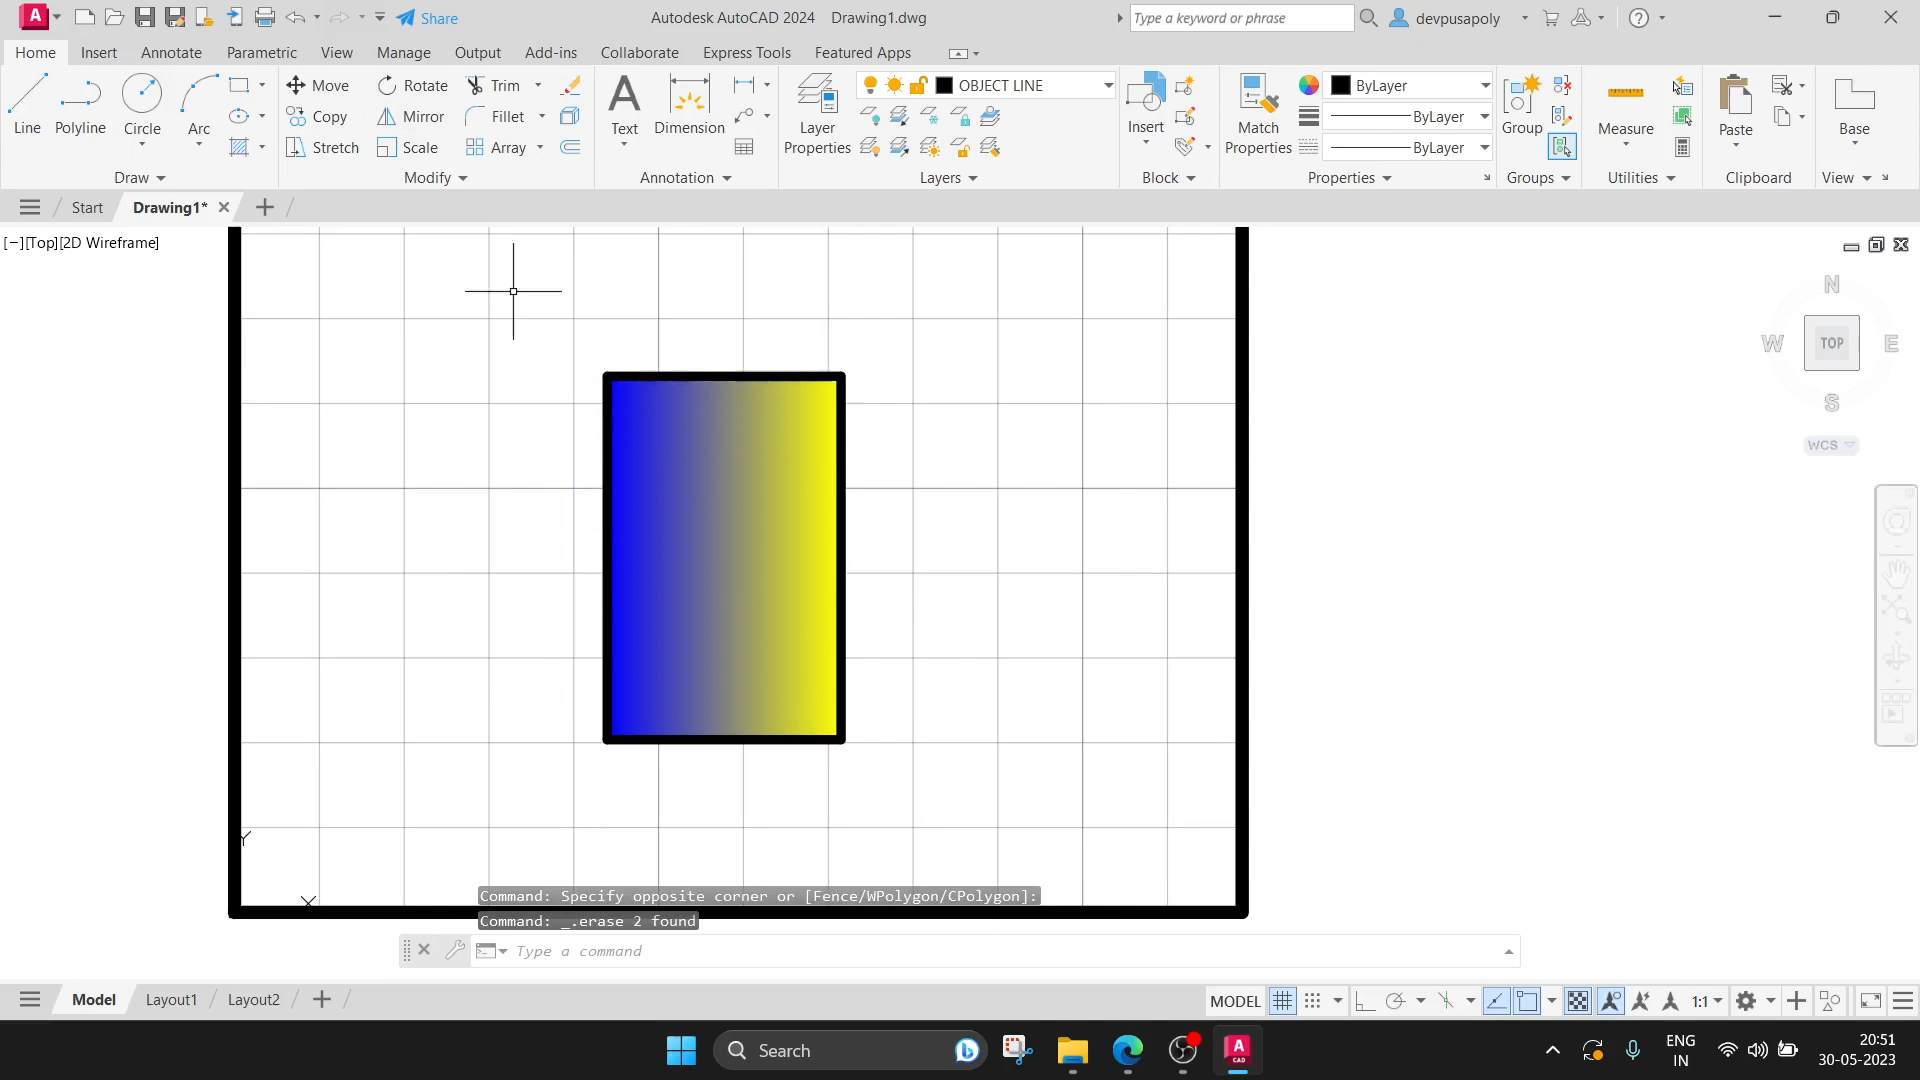 A Share Autodesk AutoCAD 2024 Drawing1.dwg Type a keyword or phrase devpusapoly
Home Insert Annotate Parametric View Manage Output Add-ins Collaborate Express Tools Featured Apps
Line Polyline Circle Arc
Move Rotate Trim
Copy Mirror Fillet
Stretch Scale Array
A Text Dimension
Layer Properties
OBJECT LINE
Insert
Match Properties
ByLayer
ByLayer
ByLayer
Group Measure Paste Base
Draw Modify Annotation Layers Block Properties Groups Utilities Clipboard View
Start Drawing1* +
[−][Top][2D Wireframe]
N
W TOP E
S
WCS
Y
X
Command: Specify opposite corner or [Fence/WPolygon/CPolygon]:
Command: _.erase 2 found
Type a command
Model Layout1 Layout2 + MODEL 1:1
Search
A CAD
ENG
IN
20:51
30-05-2023